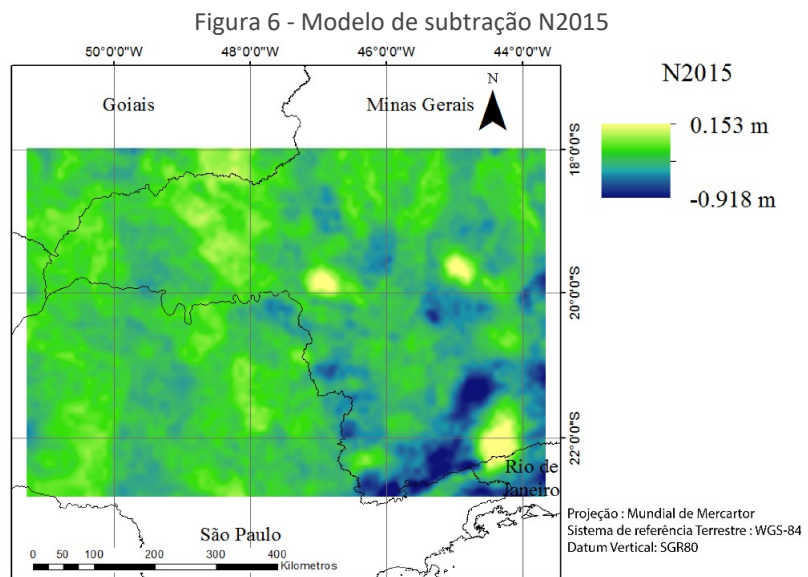 Figura 6 - Modelo de subtração N2015
50°0'0"W 48°0'0"W 46°0'0"W 44°0'0"W
N2015
N
Goiais
Minas Gerais
0.153 m
-0.918 m
18°0'0"S
20°0'0"S
22°0'0"S
Rio de
Janeiro
São Paulo
Projeção : Mundial de Mercartor
Sistema de referência Terrestre : WGS-84
Datum Vertical: SGR80
0 50 100 200 300 400
Kilometros